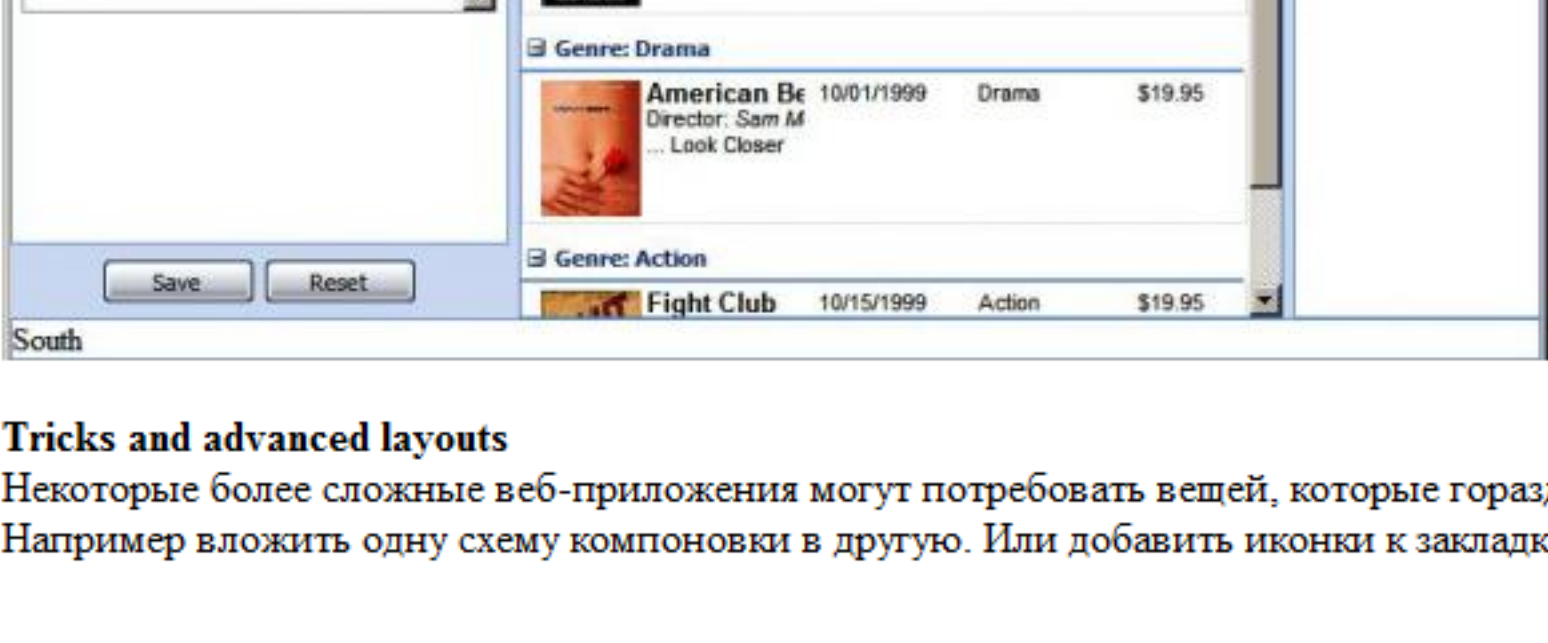 Genre: Drama
American Be 10/01/1999 Drama $19.95
Director: Sam M
... Look Closer
Genre: Action
Save Reset
Fight Club 10/15/1999 Action $19.95
South
Tricks and advanced layouts
Некоторые более сложные веб-приложения могут потребовать вещей, которые горазд
Например вложить одну схему компоновки в другую. Или добавить иконки к закладк